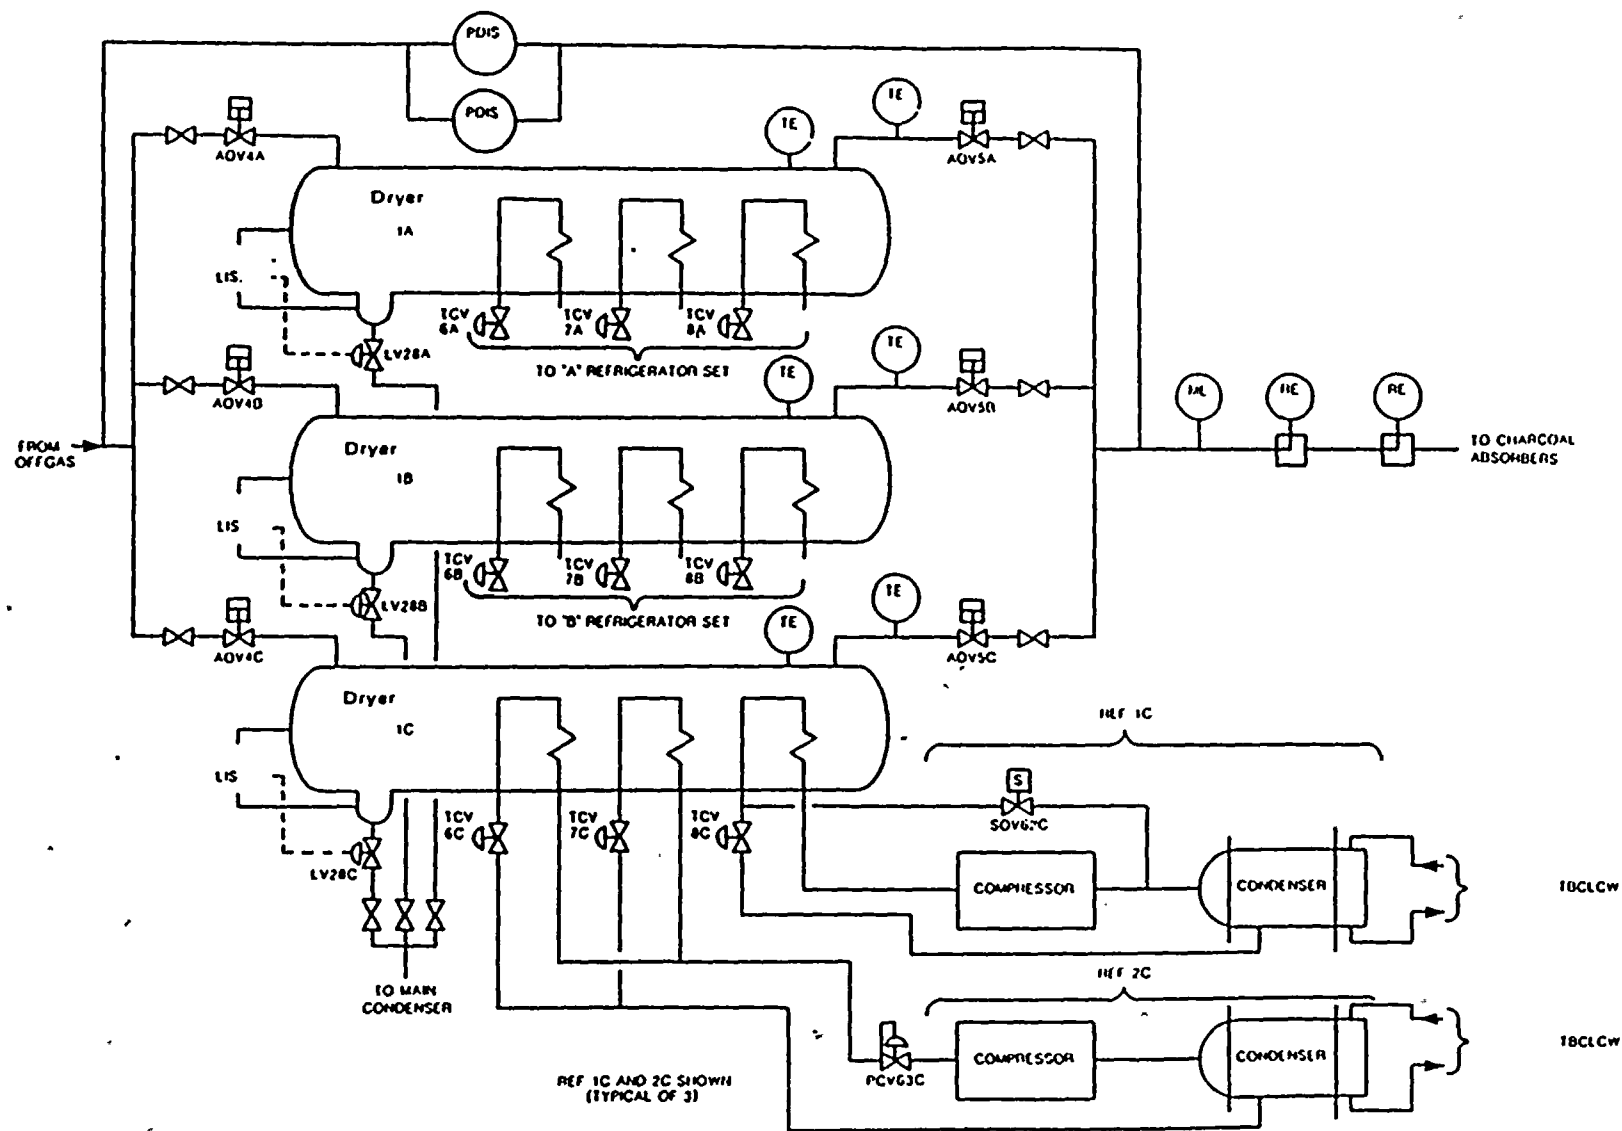 PDIS
PDIS
TE
TE
AOV4A
AOV5A
Dryer
1A
LIS
TCV
6A
TCV
7A
TCV
8A
LV28A
TO "A" REFRIGERATOR SET
TE
TE
AOV4B
AOV5B
ME
RE
RE
FROM
OFFGAS
TO CHARCOAL
ABSORBERS
Dryer
1B
LIS
TCV
6B
TCV
7B
TCV
8B
LV28B
TO "B" REFRIGERATOR SET
TE
TE
AOV4C
AOV5C
Dryer
1C
REF 1C
LIS
S
SOV62C
TCV
6C
TCV
7C
TCV
8C
LV28C
COMPRESSOR
CONDENSER
TBCLCW
REF 2C
TO MAIN
CONDENSER
COMPRESSOR
CONDENSER
TBCLCW
PCV63C
REF 1C AND 2C SHOWN
(TYPICAL OF 3)